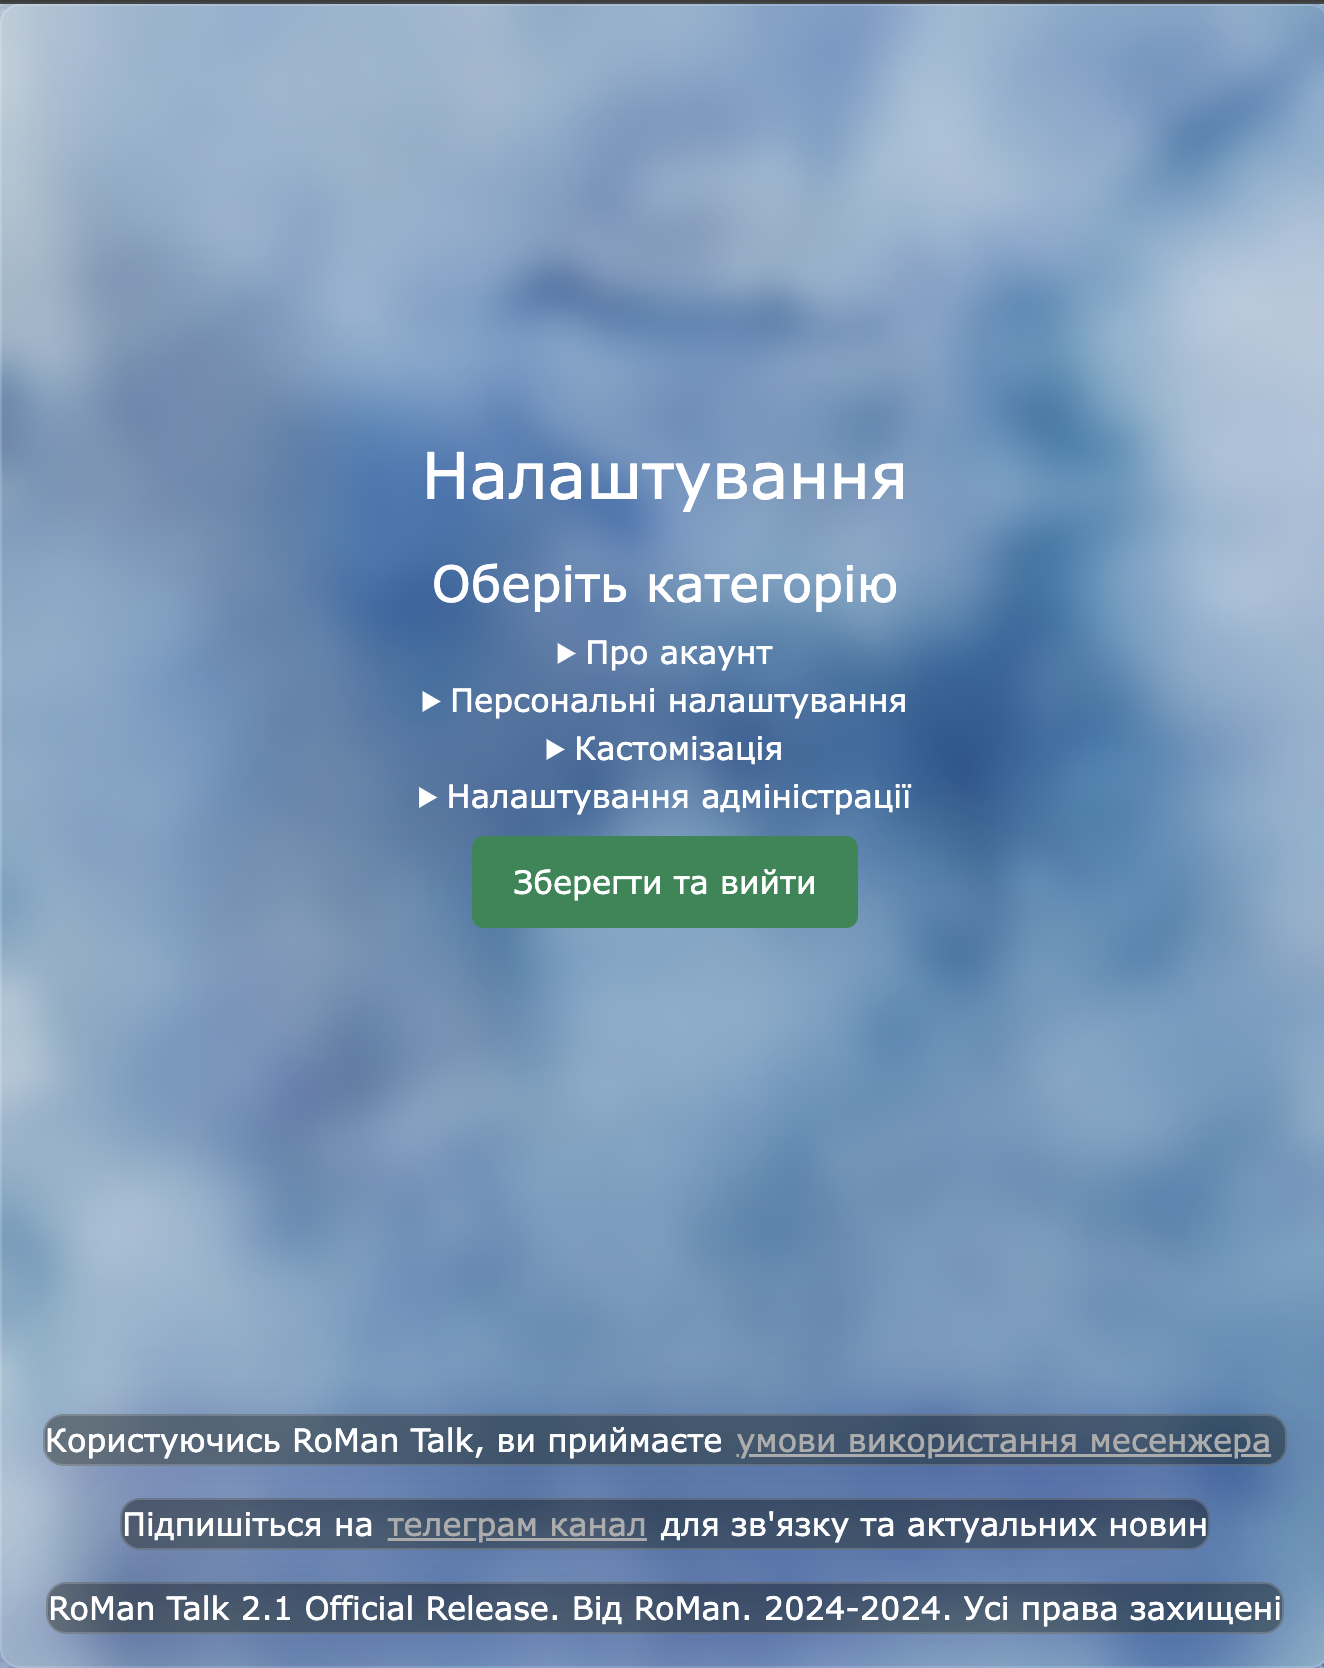 Налаштування
Оберіть категорію
▶ Про акаунт
▶ Персональні налаштування
▶ Кастомізація
▶ Налаштування адміністрації
Зберегти та вийти
Користуючись RoMan Talk, ви приймаєте умови використання месенжера
Підпишіться на телеграм канал для зв'язку та актуальних новин
RoMan Talk 2.1 Official Release. Від RoMan. 2024-2024. Усі права захищені